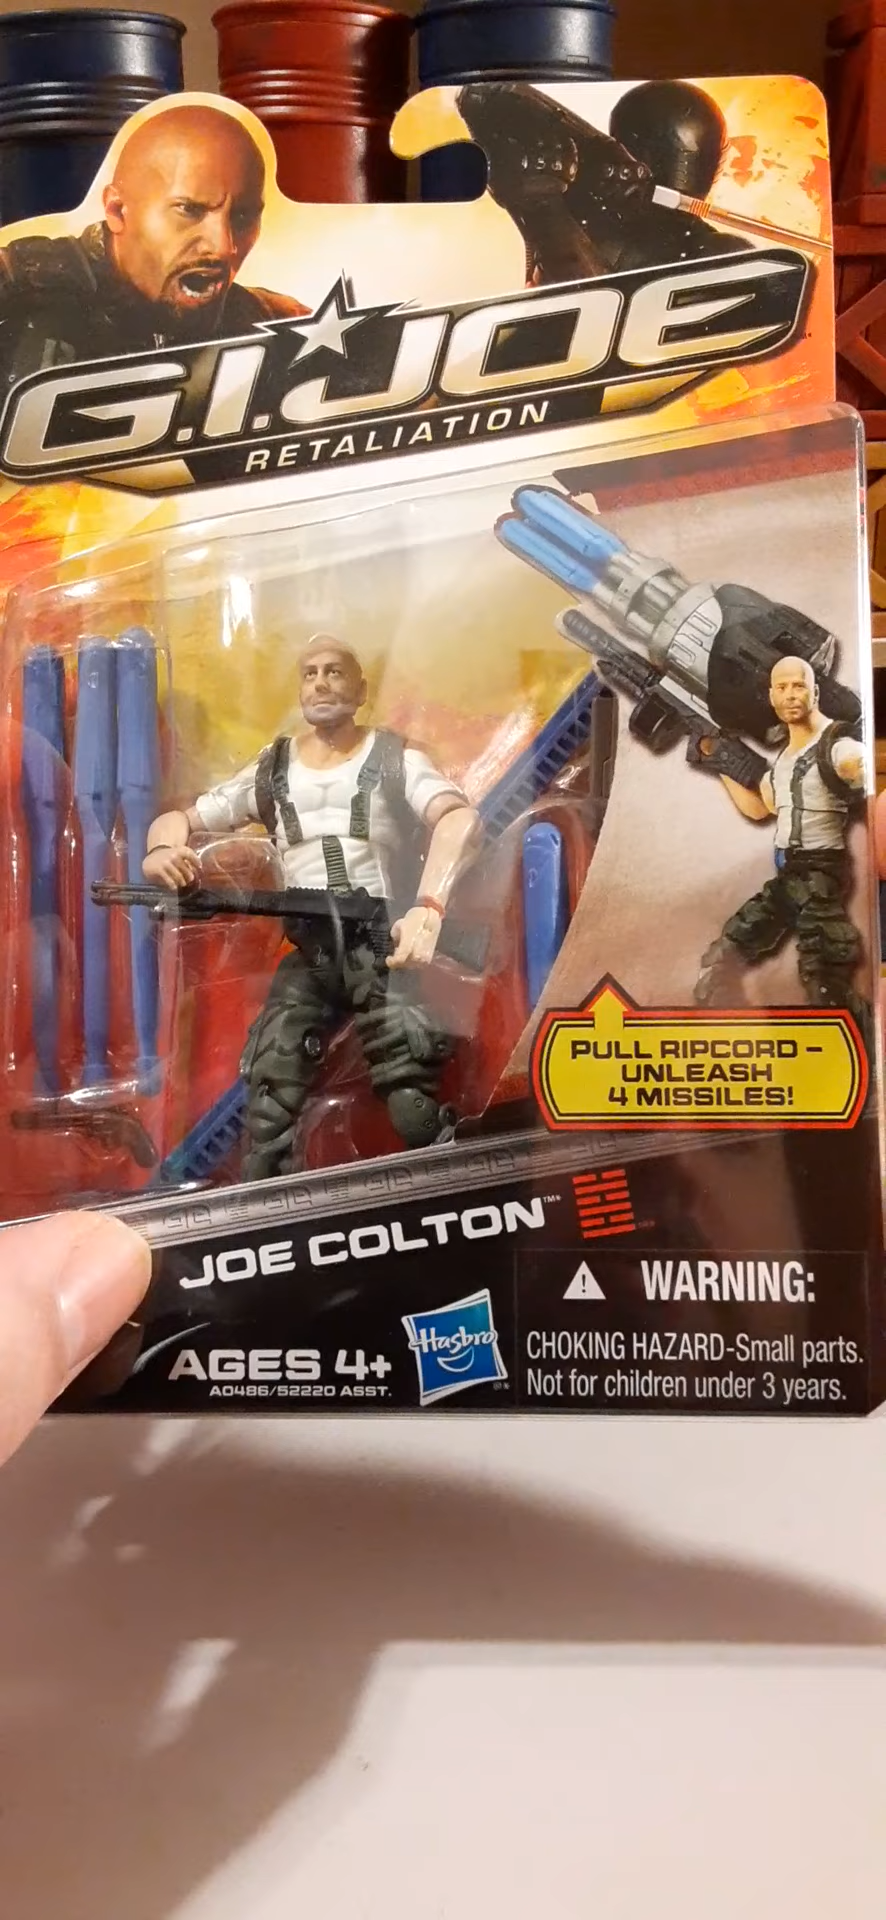 G.I. JOE
RETALIATION
PULL RIPCORD –
UNLEASH
4 MISSILES!
JOE COLTON™*
WARNING:
CHOKING HAZARD-Small parts.
Not for children under 3 years.
AGES 4+
A0486/52220 ASST.
Hasbro